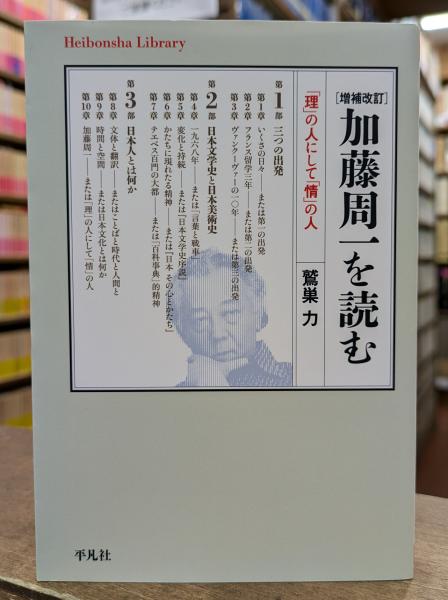 Heibonsha Library
[増補改訂]
加藤周一を読む
「理」の人にして「情」の人
鷲巣 力
第1部 三つの出発
第1章 いくさの日々――または第一の出発
第2章 フランス留学三年――または第二の出発
第3章 ヴァンクーヴァーの一〇年――または第三の出発
第2部 日本文学史と日本美術史
第4章 一九六八年――または「言葉と戦車」
第5章 変化と持続――または『日本文学史序説』
第6章 かたちに現れたる精神――または『日本 その心とかたち』
第7章 テエベス百門の大都――または「百科事典」的精神
第3部 日本人とは何か
第8章 文体と翻訳――またはことばと時代と人間と
第9章 時間と空間――または日本文化とは何か
第10章 加藤周一――または「理」の人にして「情」の人
平凡社